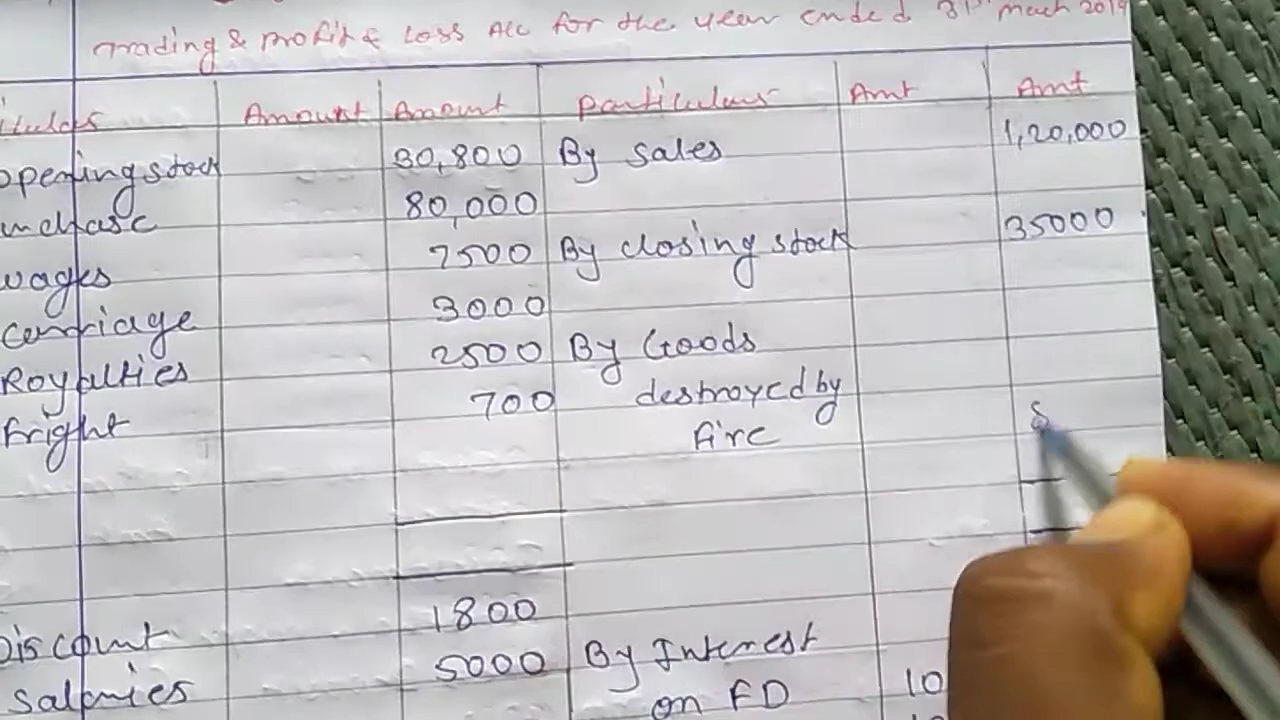 Trading & Profit & Loss A/c for the year ended 31st March 2019
iculars Amount Amount Particulars Amt Amt
opening stock 30,800 By Sales 1,20,000
urchase 80,000
wages 7500 By closing stock 35000
Carriage 3000
Royalties 2500 By Goods
Fright 700 destroyed by
fire
Discount 1800
Salaries 5000 By Interest
on FD 10